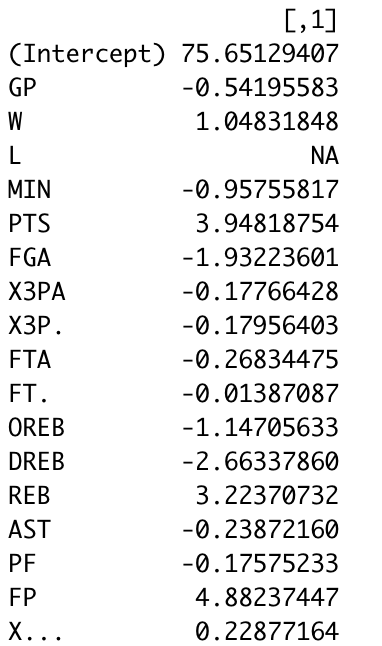 [,1]
(Intercept) 75.65129407
GP -0.54195583
W 1.04831848
L NA
MIN -0.95755817
PTS 3.94818754
FGA -1.93223601
X3PA -0.17766428
X3P. -0.17956403
FTA -0.26834475
FT. -0.01387087
OREB -1.14705633
DREB -2.66337860
REB 3.22370732
AST -0.23872160
PF -0.17575233
FP 4.88237447
X... 0.22877164